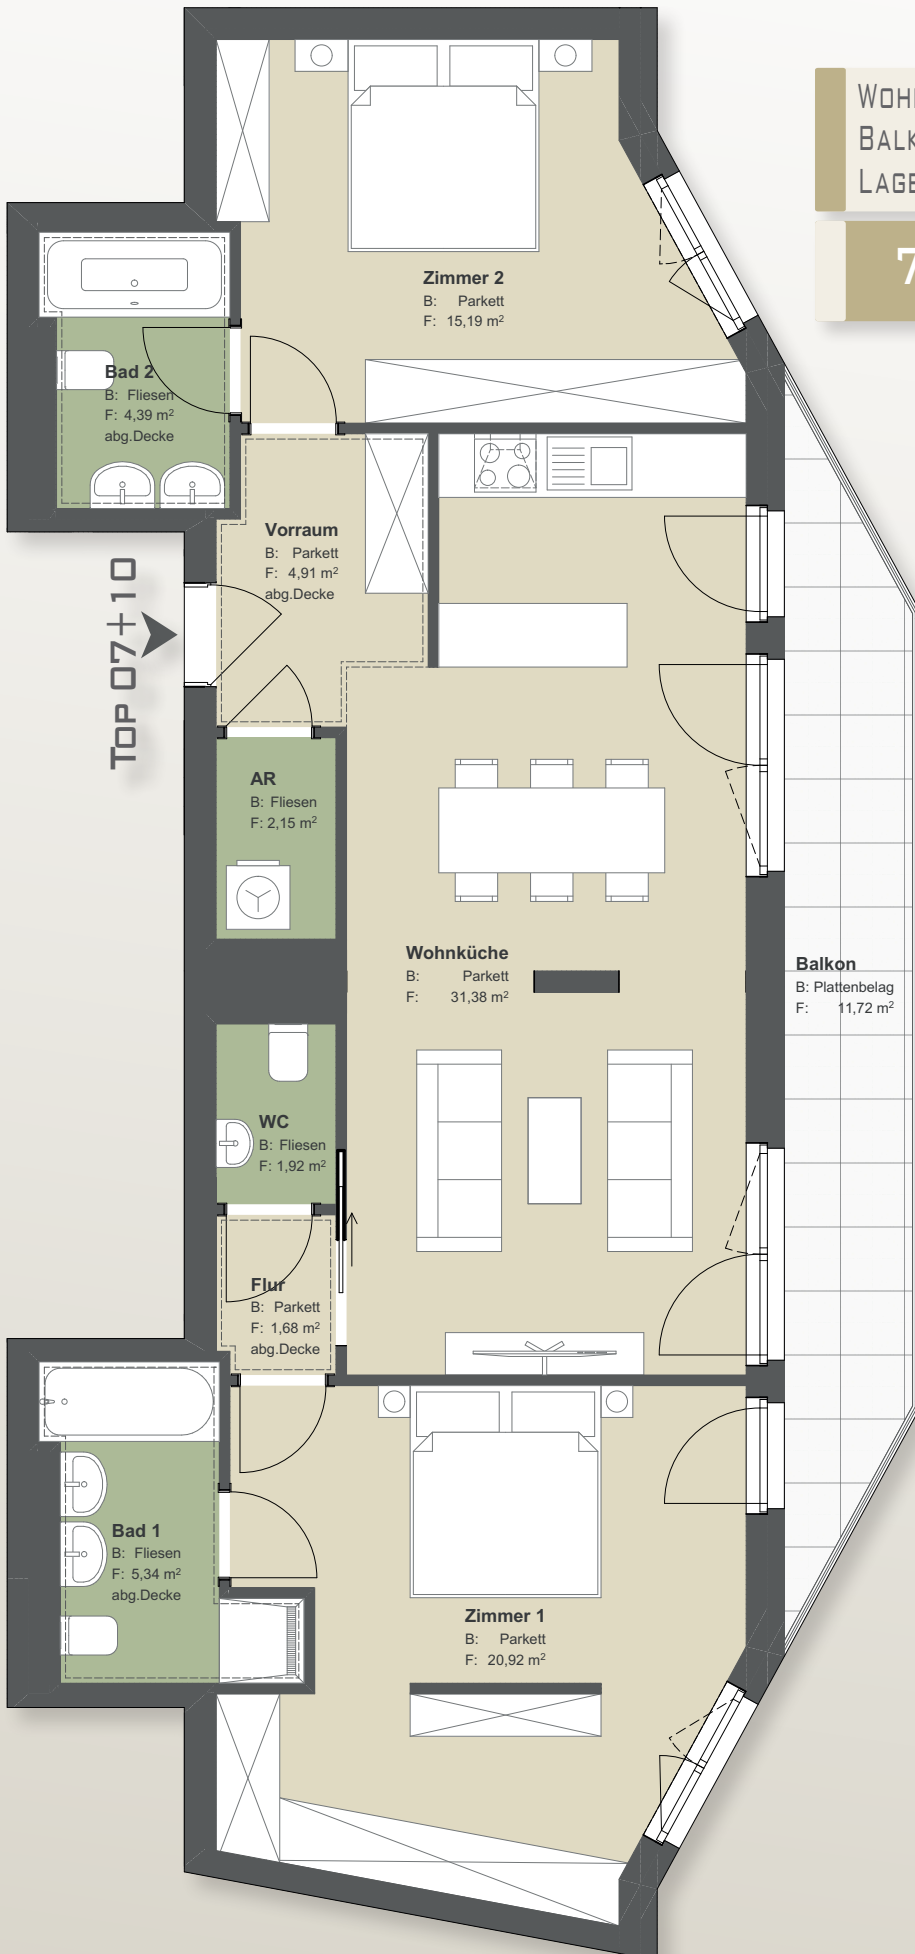 Zimmer 2
B: Parkett
F: 15,19 m²
Bad 2
B: Fliesen
F: 4,39 m²
abg.Decke
Vorraum
B: Parkett
F: 4,91 m²
abg.Decke
TOP 07+10
AR
B: Fliesen
F: 2,15 m²
Wohnküche
B: Parkett
F: 31,38 m²
Balkon
B: Plattenbelag
F: 11,72 m²
WC
B: Fliesen
F: 1,92 m²
Flur
B: Parkett
F: 1,68 m²
abg.Decke
Bad 1
B: Fliesen
F: 5,34 m²
abg.Decke
Zimmer 1
B: Parkett
F: 20,92 m²